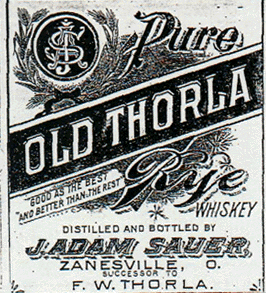 Pure
OLD THORLA
Rye
WHISKEY
"GOOD AS THE BEST
AND BETTER THAN THE REST"
DISTILLED AND BOTTLED BY
J. ADAM SAUER,
ZANESVILLE, O.
SUCCESSOR TO
F. W. THORLA.